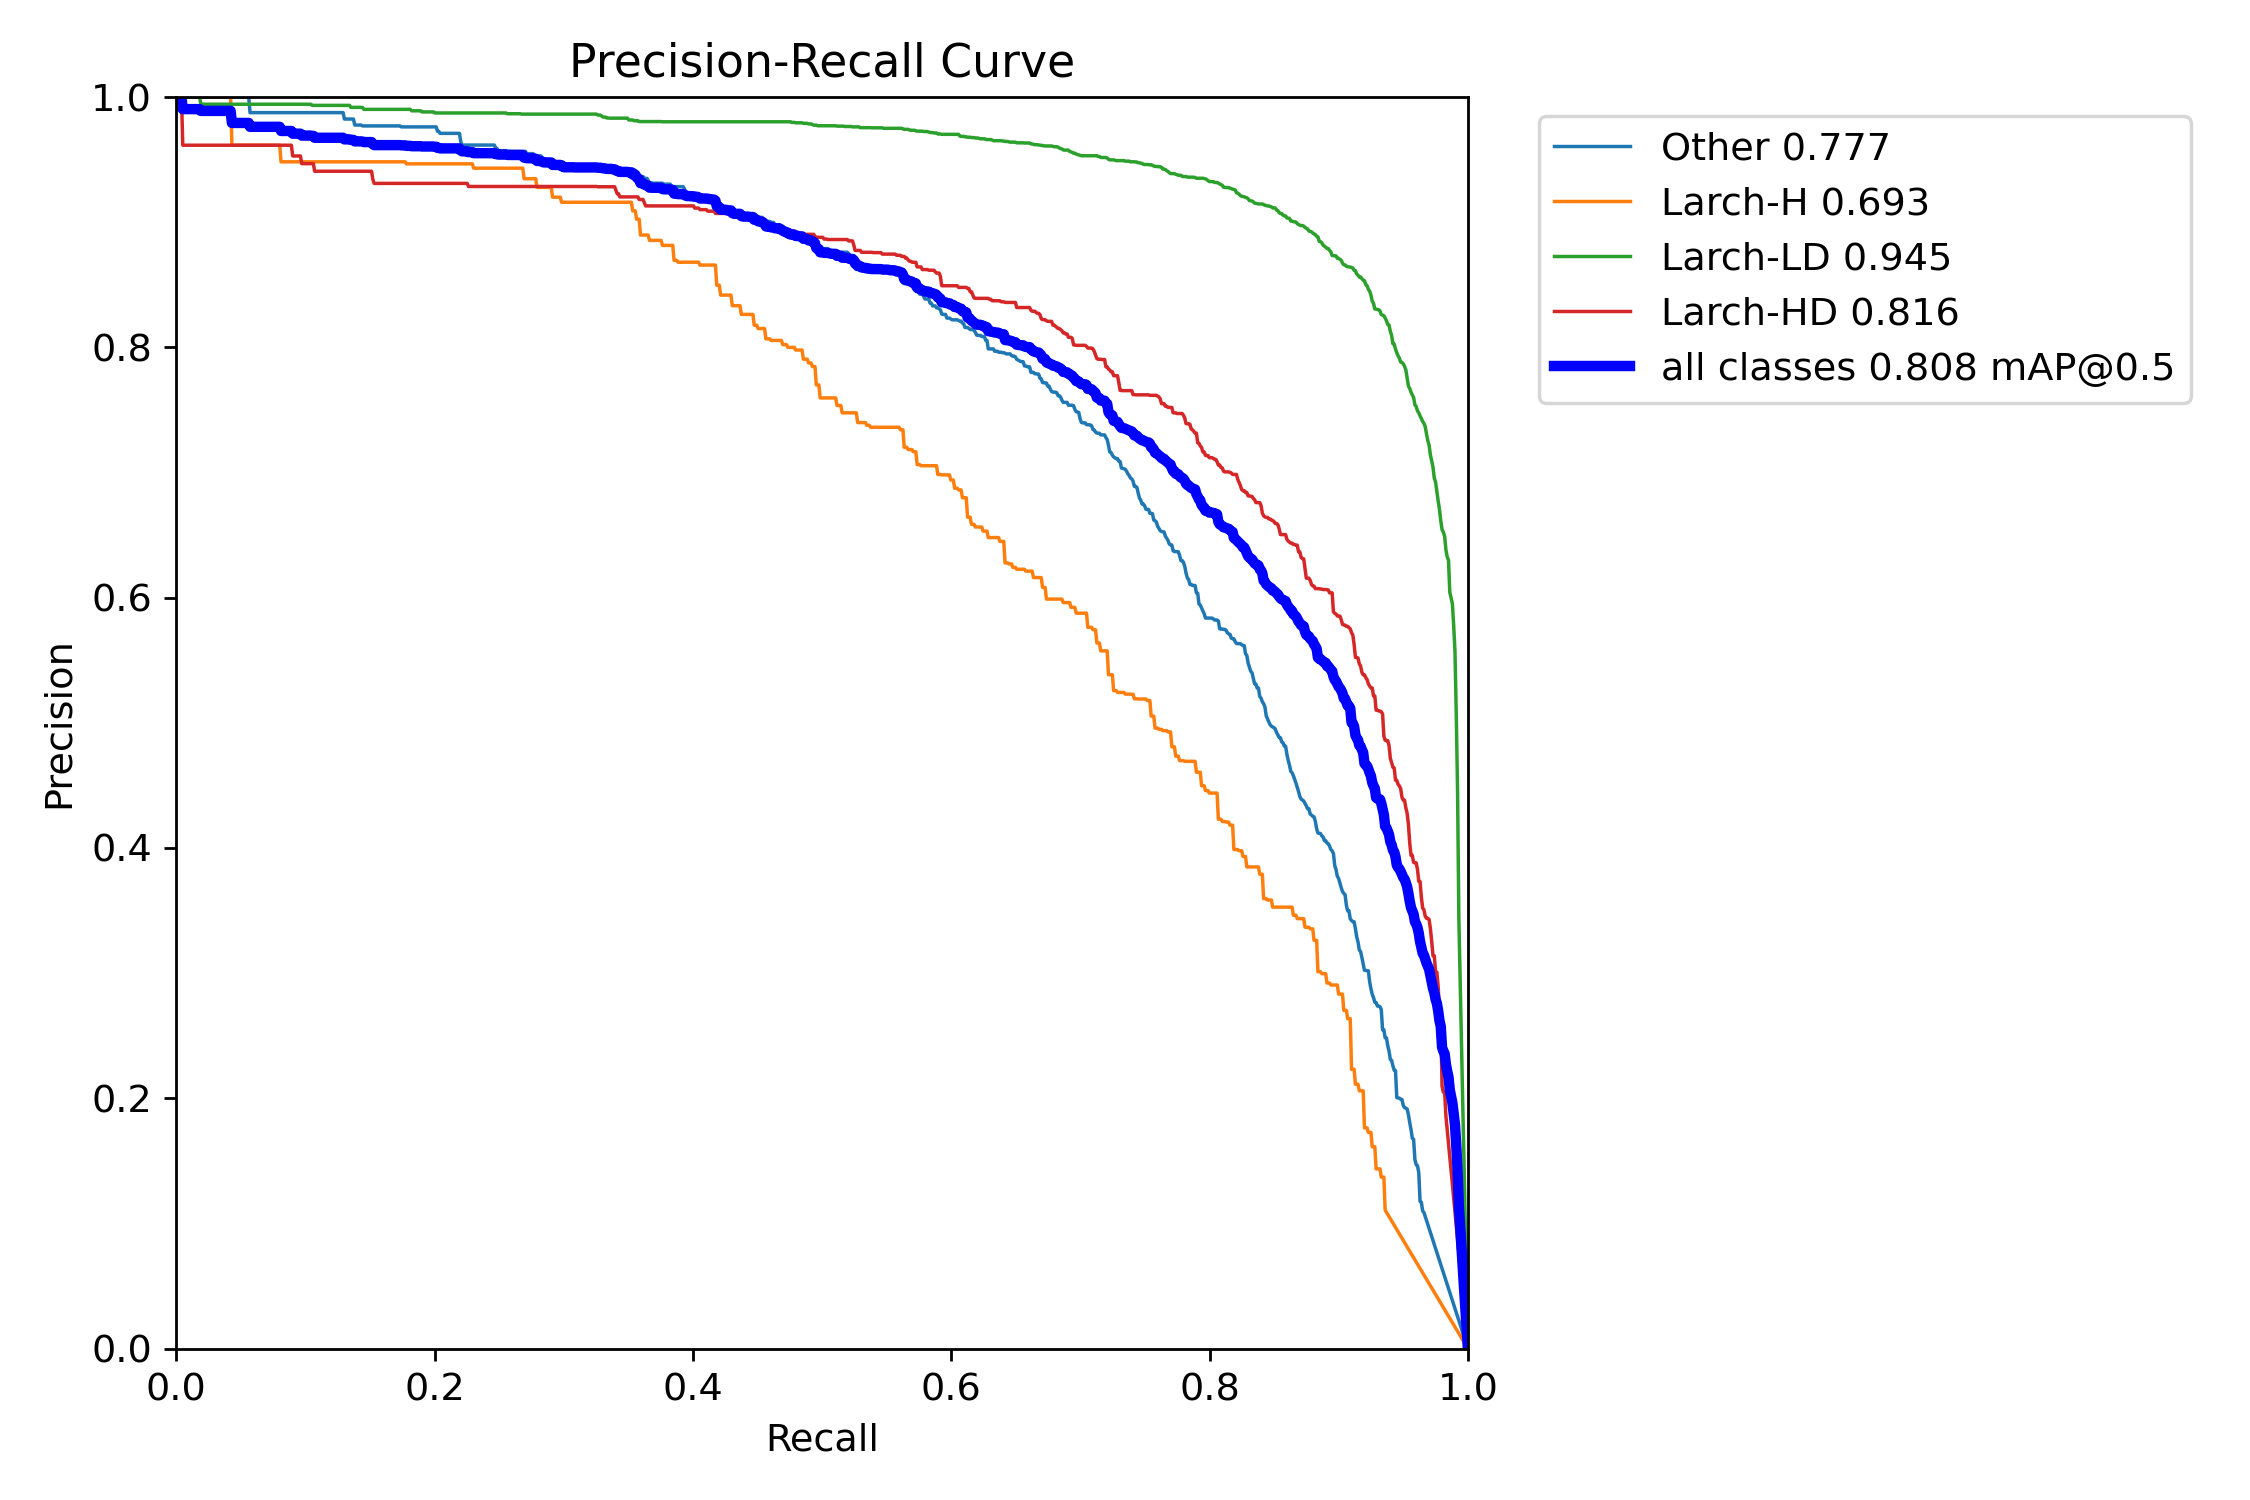 Precision-Recall Curve
1.0
0.8
0.6
0.4
0.2
0.0
Precision
0.0 0.2 0.4 0.6 0.8 1.0
Recall
Other 0.777
Larch-H 0.693
Larch-LD 0.945
Larch-HD 0.816
all classes 0.808 mAP@0.5